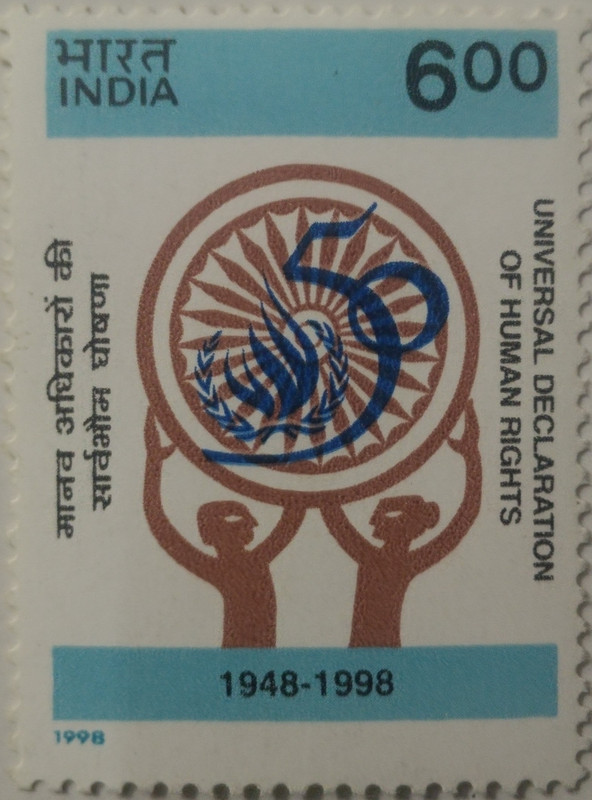 भारत
INDIA
600
मानव अधिकारों की
सार्वभौम घोषणा
50
UNIVERSAL DECLARATION
OF HUMAN RIGHTS
1948-1998
1998